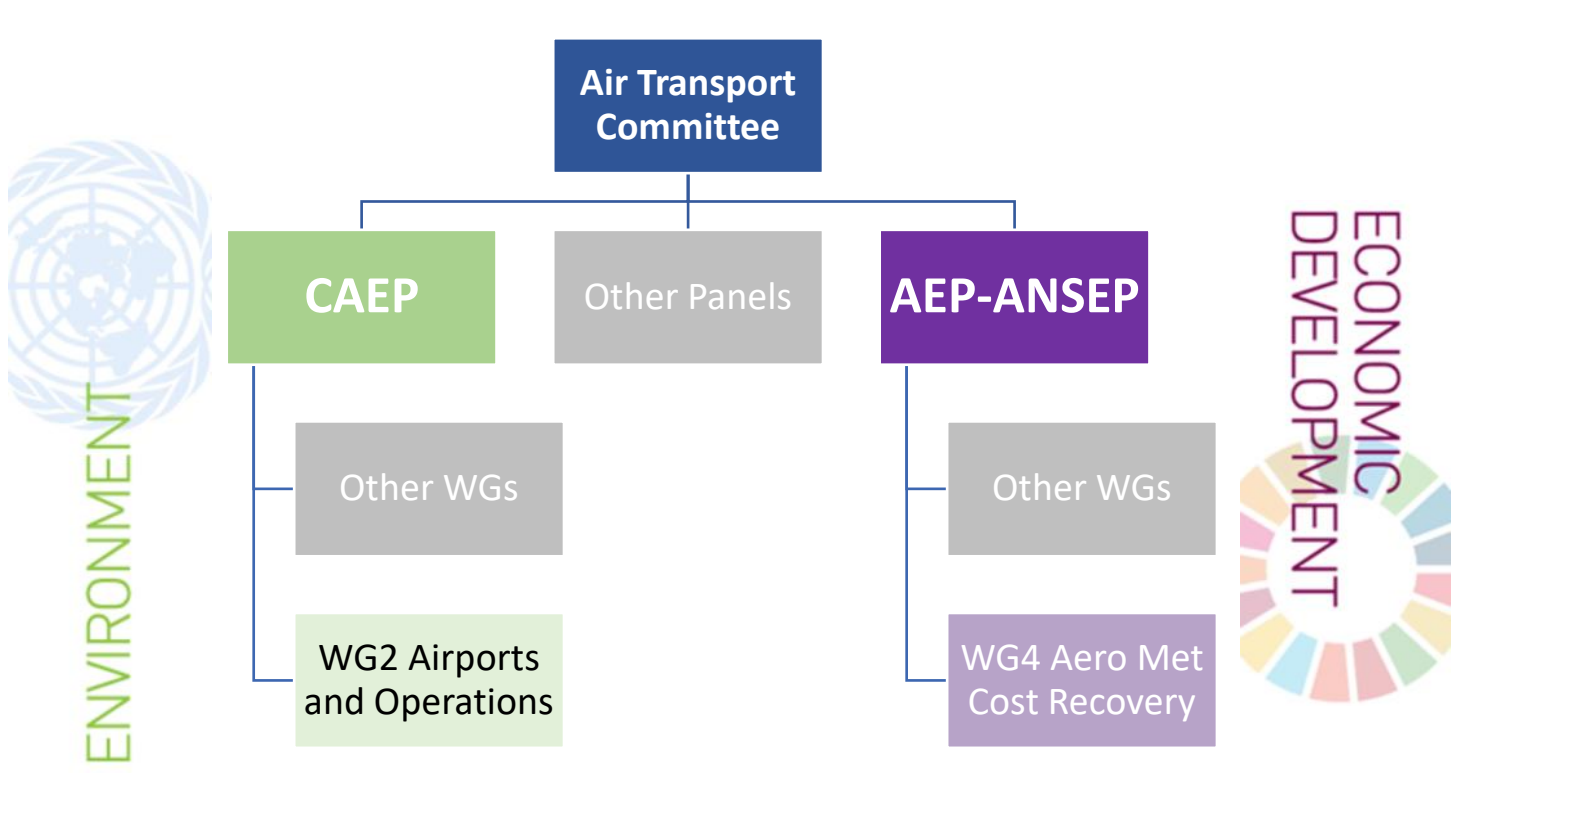 Air Transport
Committee
CAEP
Other Panels
AEP-ANSEP
Other WGs
Other WGs
WG2 Airports
and Operations
WG4 Aero Met
Cost Recovery
ENVIRONMENT
ECONOMIC
DEVELOPMENT